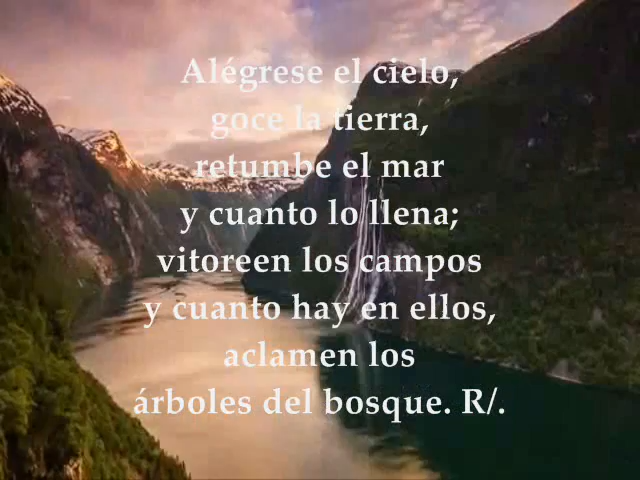 Alégrese el cielo,
goce la tierra,
retumbe el mar
y cuanto lo llena;
vitoreen los campos
y cuanto hay en ellos,
aclamen los
árboles del bosque. R/.